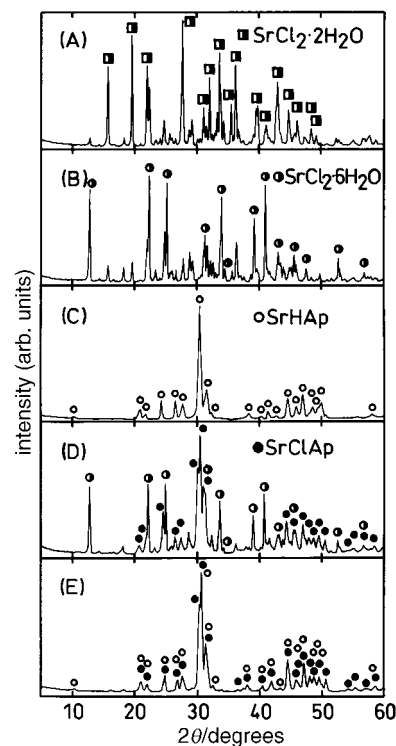 (A) SrCl₂·2H₂O
(B) SrCl₂·6H₂O
(C) SrHAp
(D) SrClAp
(E)
intensity (arb. units)
10 20 30 40 50 60
2θ/degrees